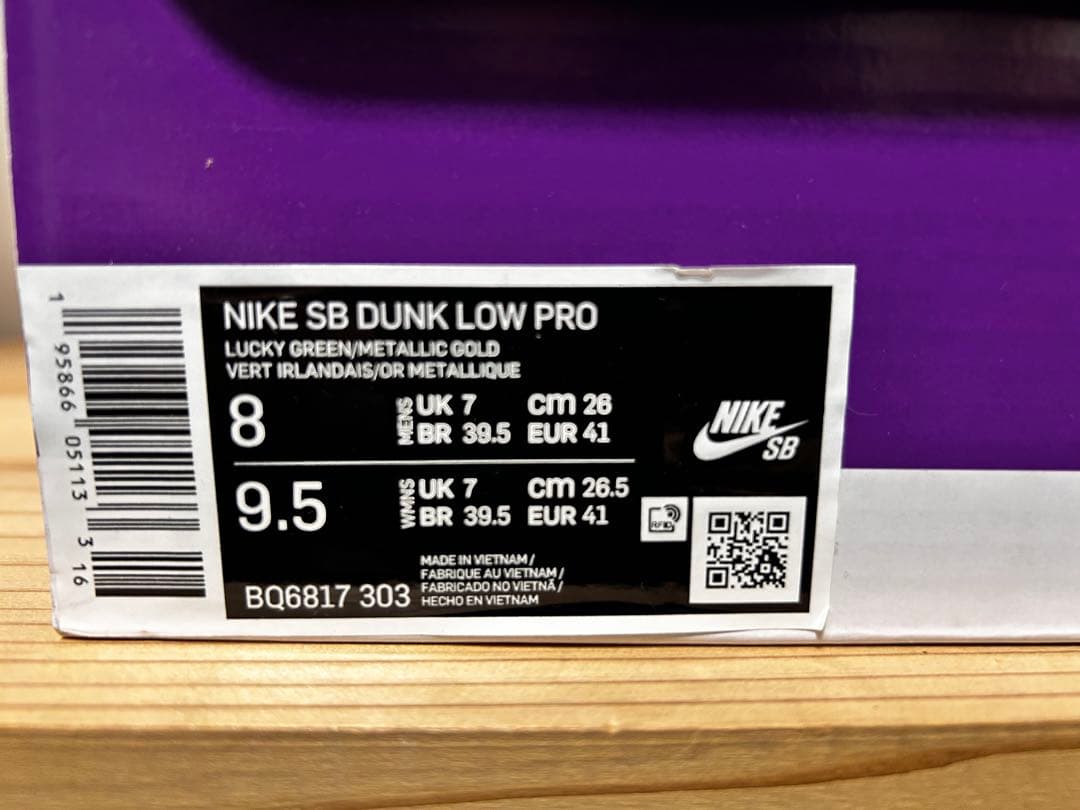 NIKE SB DUNK LOW PRO
LUCKY GREEN/METALLIC GOLD
VERT IRLANDAIS/OR METALLIQUE
8 MENS UK 7 cm 26
BR 39.5 EUR 41
9.5 WMNS UK 7 cm 26.5
BR 39.5 EUR 41
NIKE
SB
RFID
MADE IN VIETNAM /
FABRIQUE AU VIETNAM /
FABRICADO NO VIETNÃ /
HECHO EN VIETNAM
BQ6817 303
1 95866 05113 3 16